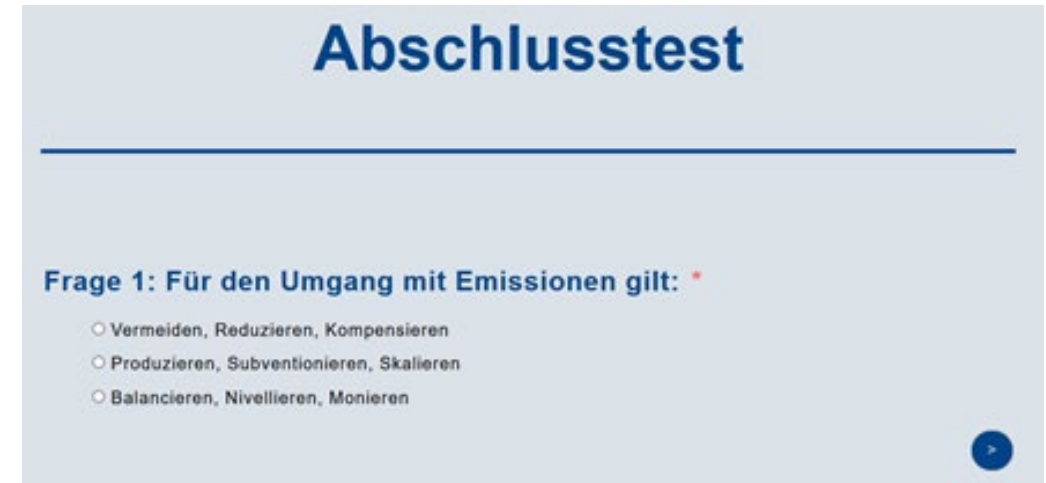 Abschlusstest
Frage 1: Für den Umgang mit Emissionen gilt: *
Vermeiden, Reduzieren, Kompensieren
Produzieren, Subventionieren, Skalieren
Balancieren, Nivellieren, Monieren
>